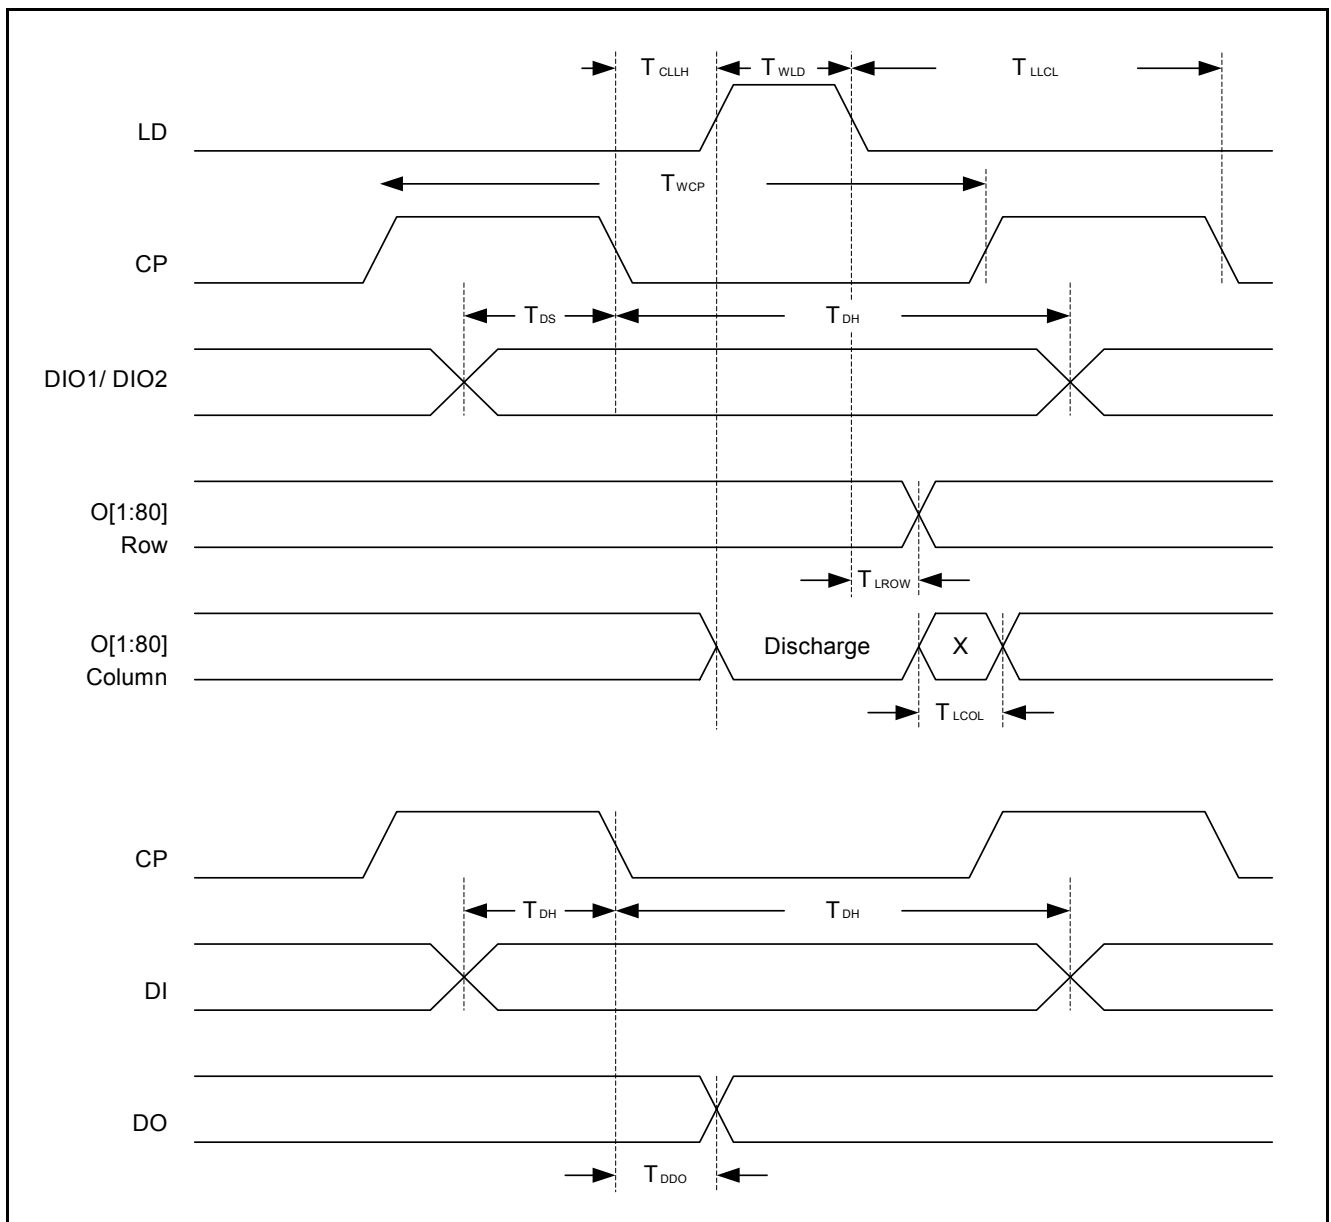 T CLLH T WLD T LLCL
LD
T WCP
CP
T DS T DH
DIO1/ DIO2
O[1:80]
Row
T LROW
O[1:80]
Column
Discharge X
T LCOL
CP
T DH T DH
DI
DO
T DDO